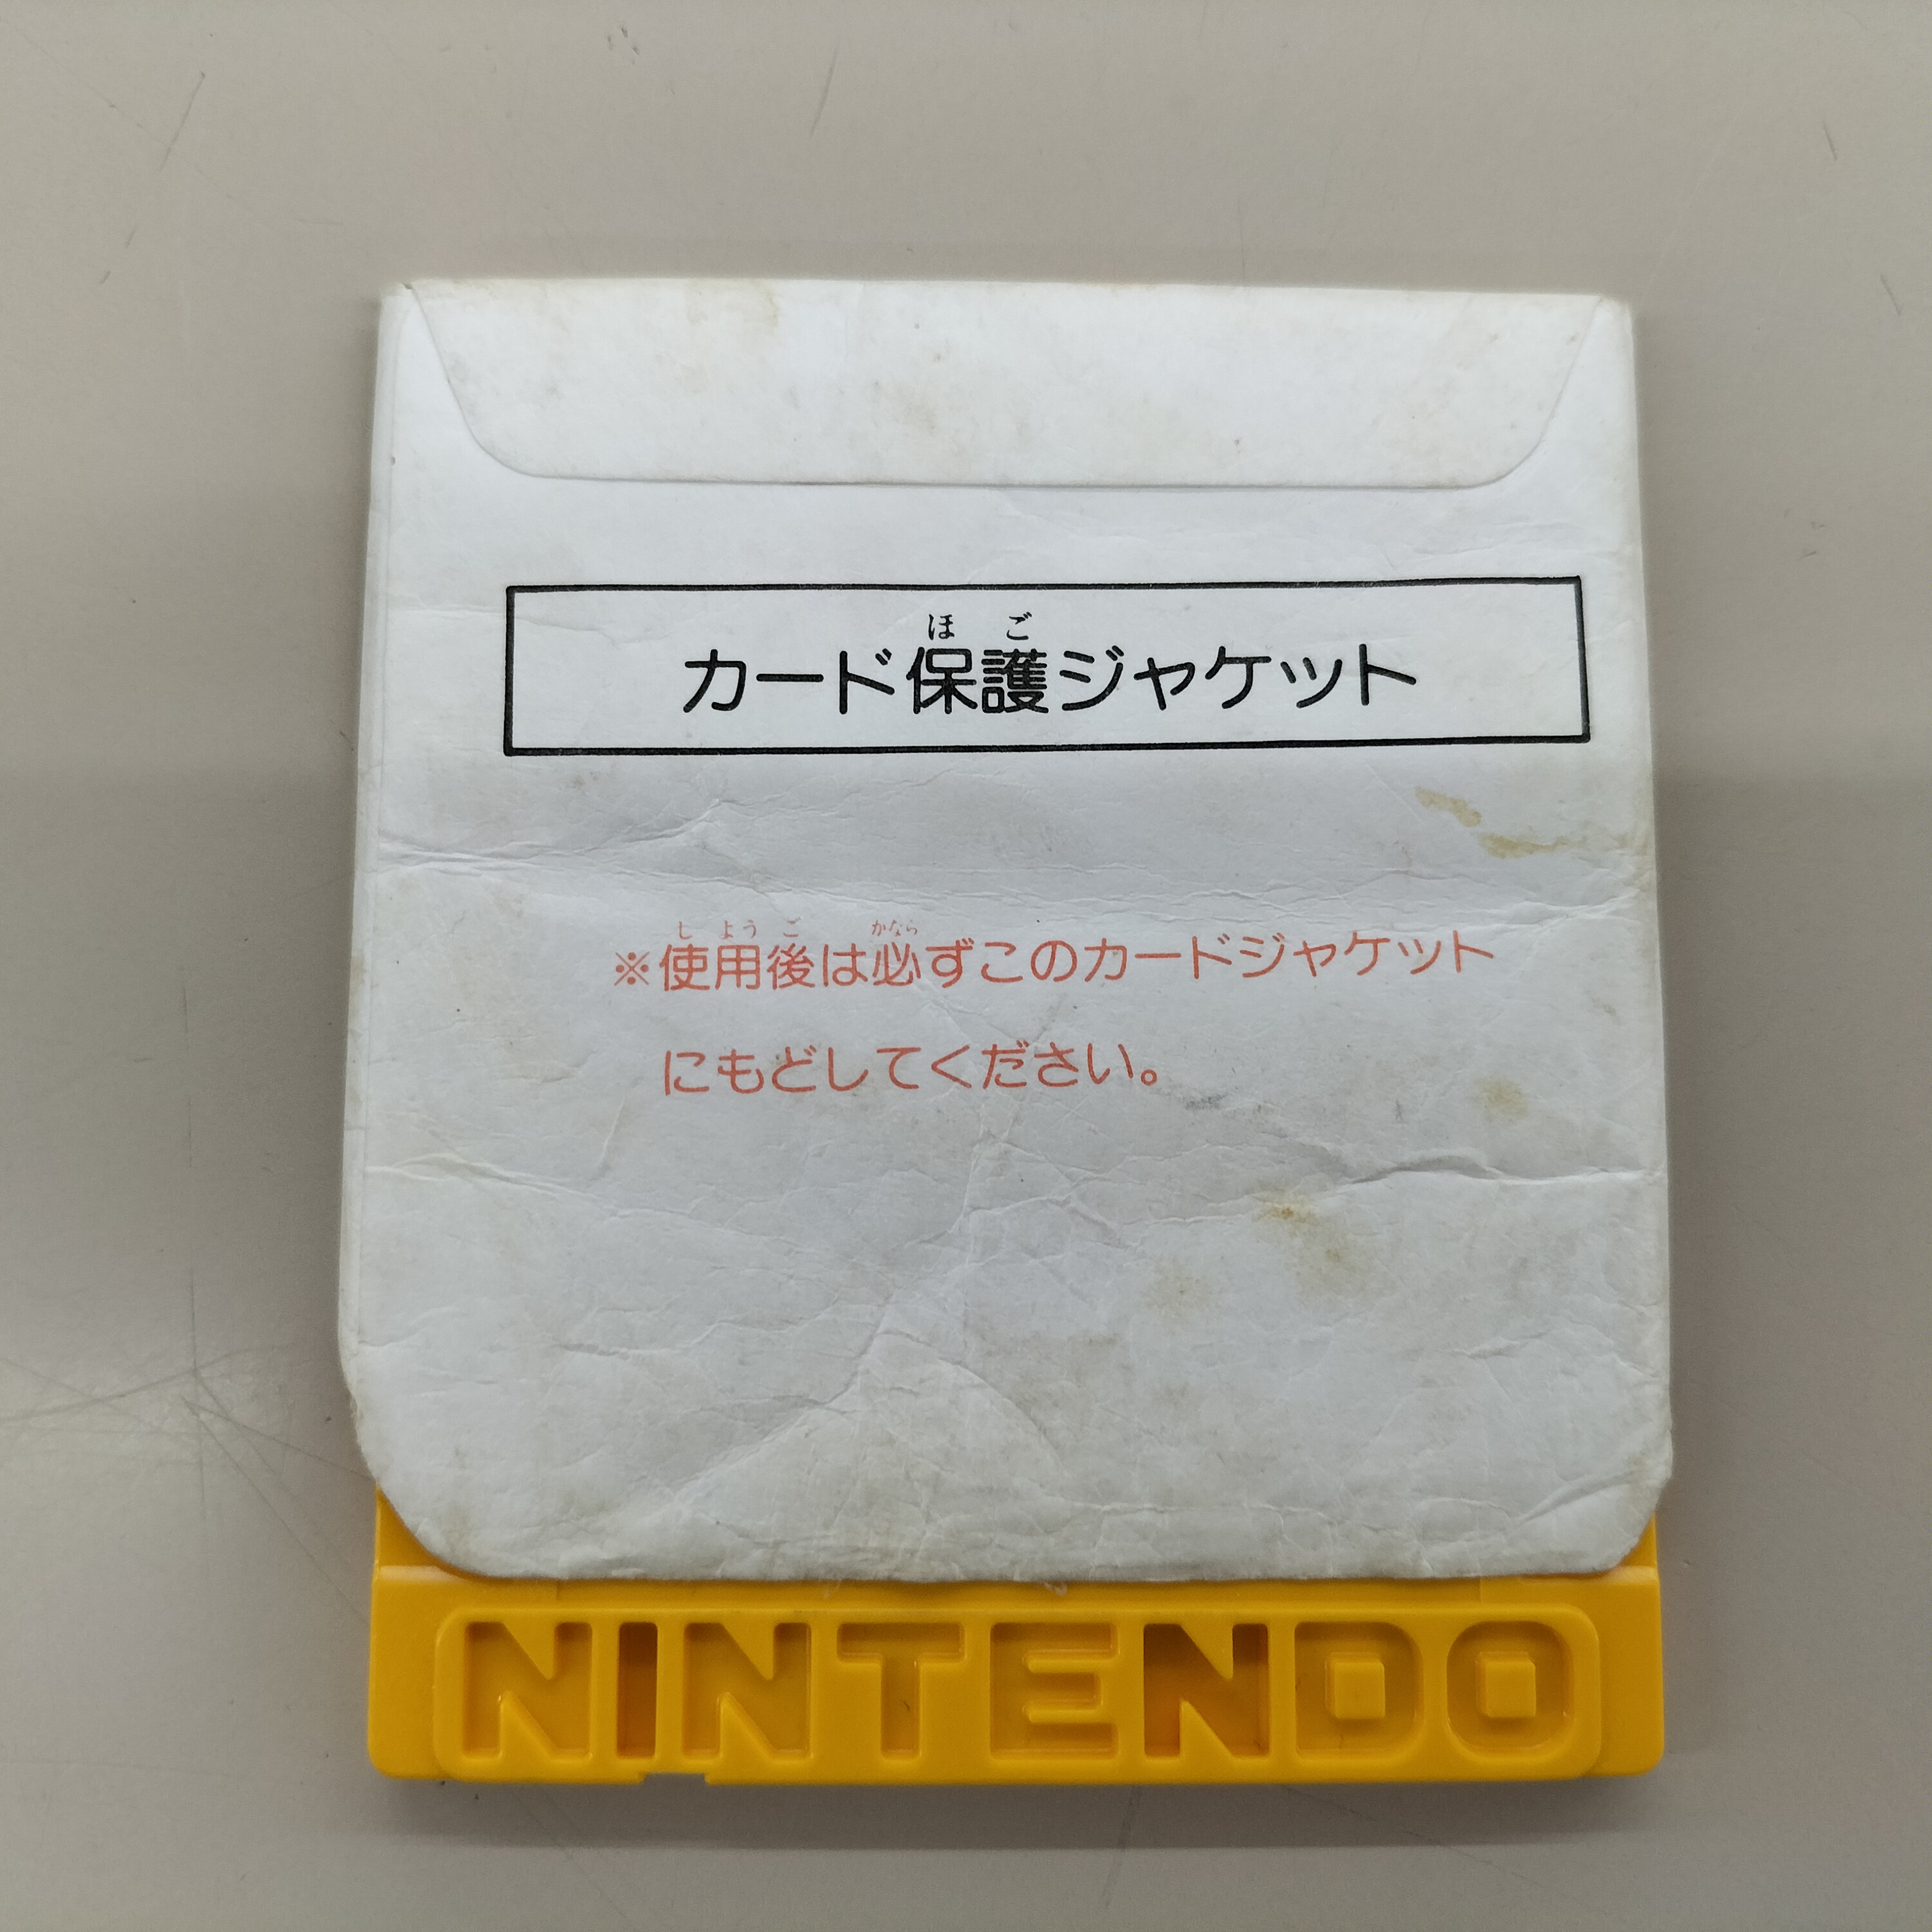 ほご
カード保護ジャケット
しようご かなら
※使用後は必ずこのカードジャケット
にもどしてください。
NINTENDO